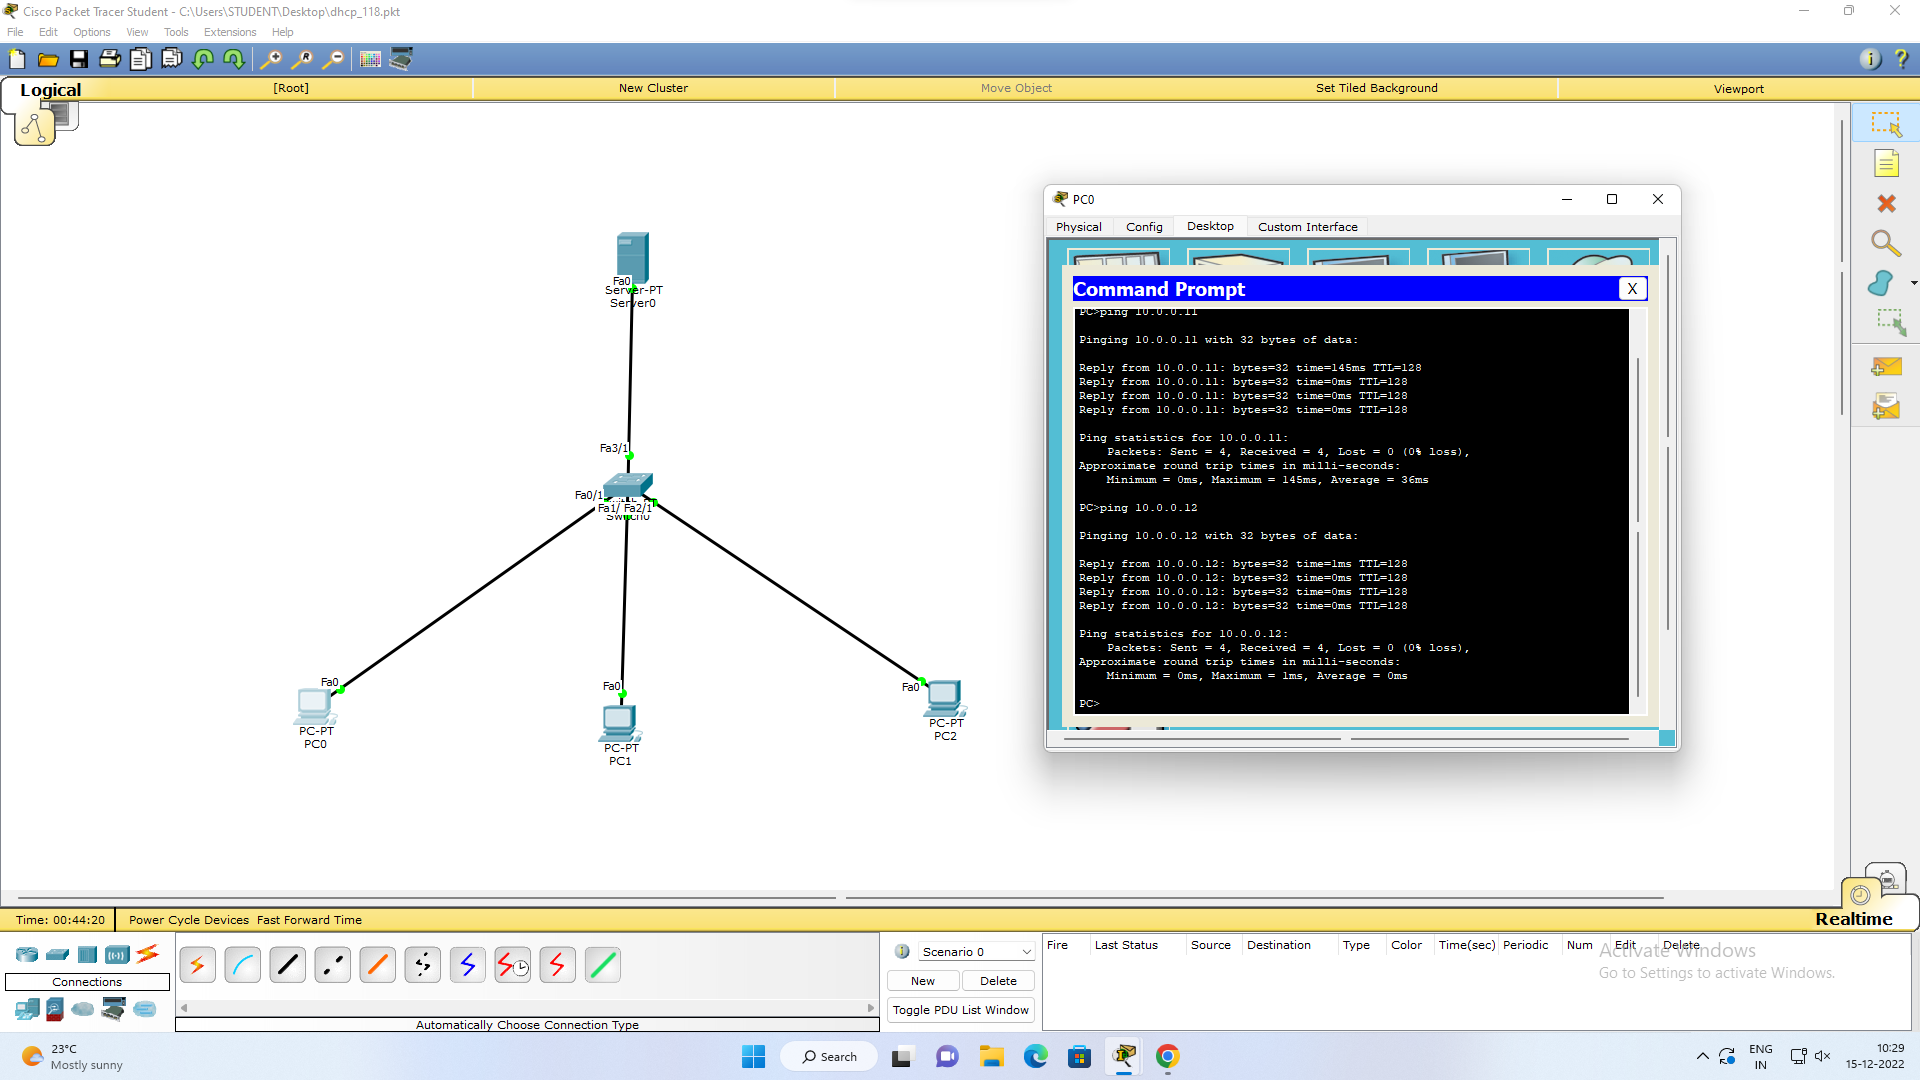 Cisco Packet Tracer Student - C:\Users\STUDENT\Desktop\dhcp_118.pkt
File Edit Options View Tools Extensions Help
Logical
[Root]
New Cluster
Move Object
Set Tiled Background
Viewport
Fa0
Server-PT
Server0
Fa3/1
Fa0/1
Fa1/ Fa2/1
Switch0
Fa0
PC-PT
PC0
Fa0
PC-PT
PC1
Fa0
PC-PT
PC2
PC0
Physical Config Desktop Custom Interface
Command Prompt
X
PC>ping 10.0.0.11
Pinging 10.0.0.11 with 32 bytes of data:
Reply from 10.0.0.11: bytes=32 time=145ms TTL=128
Reply from 10.0.0.11: bytes=32 time=0ms TTL=128
Reply from 10.0.0.11: bytes=32 time=0ms TTL=128
Reply from 10.0.0.11: bytes=32 time=0ms TTL=128
Ping statistics for 10.0.0.11:
Packets: Sent = 4, Received = 4, Lost = 0 (0% loss),
Approximate round trip times in milli-seconds:
Minimum = 0ms, Maximum = 145ms, Average = 36ms
PC>ping 10.0.0.12
Pinging 10.0.0.12 with 32 bytes of data:
Reply from 10.0.0.12: bytes=32 time=1ms TTL=128
Reply from 10.0.0.12: bytes=32 time=0ms TTL=128
Reply from 10.0.0.12: bytes=32 time=0ms TTL=128
Reply from 10.0.0.12: bytes=32 time=0ms TTL=128
Ping statistics for 10.0.0.12:
Packets: Sent = 4, Received = 4, Lost = 0 (0% loss),
Approximate round trip times in milli-seconds:
Minimum = 0ms, Maximum = 1ms, Average = 0ms
PC>
Time: 00:44:20 Power Cycle Devices Fast Forward Time
Realtime
Connections
Automatically Choose Connection Type
Scenario 0
New Delete
Toggle PDU List Window
Fire Last Status Source Destination Type Color Time(sec) Periodic Num Edit Delete
Activate Windows
Go to Settings to activate Windows.
23°C
Mostly sunny
Search
ENG
IN
10:29
15-12-2022